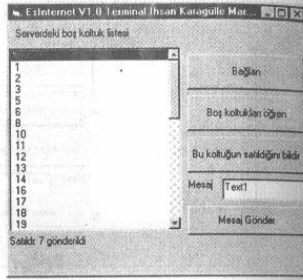 EsInternet V1.0 Terminal İhsan Karagülle Mar...
Serverdeki boş koltuk listesi
1
2
3
5
6
8
10
11
12
13
14
16
17
18
19
Bağlan
Boş koltukları öğren
Bu koltuğun satıldığını bildir
Mesaj
Text1
Mesaj Gönder
Satıldı: 7 gönderildi